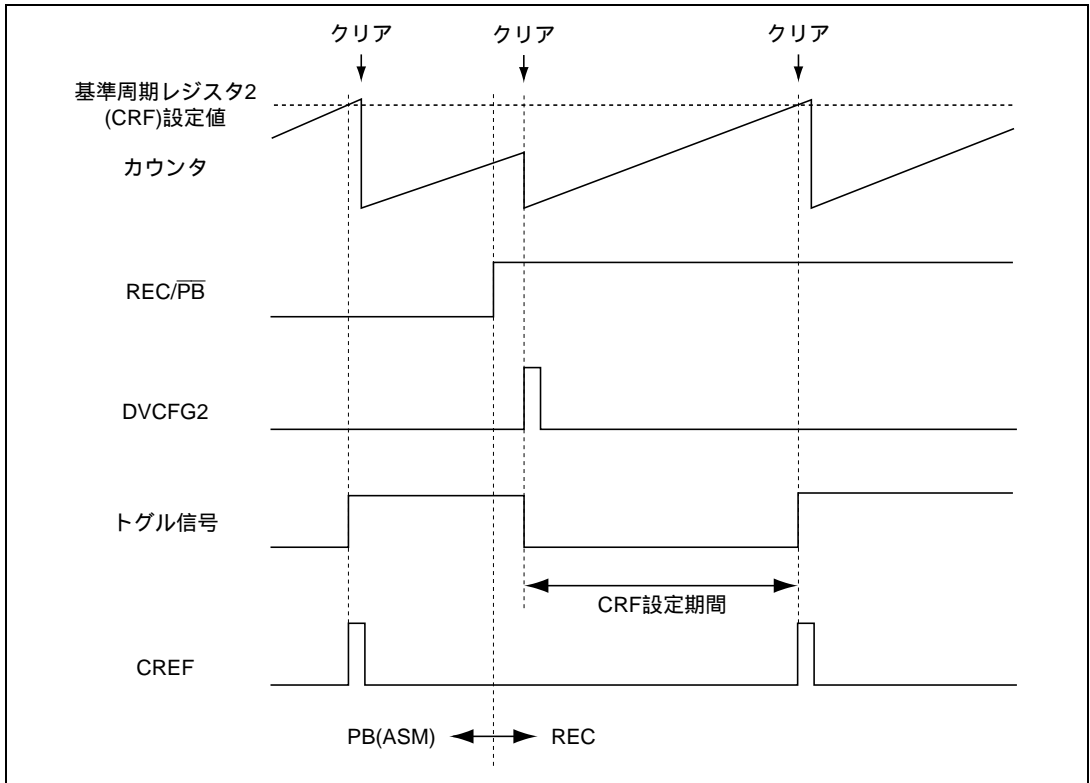 クリア
クリア
クリア
基準周期レジスタ2
(CRF)設定値
カウンタ
REC/P̅B̅
DVCFG2
トグル信号
CRF設定期間
CREF
PB(ASM)
REC